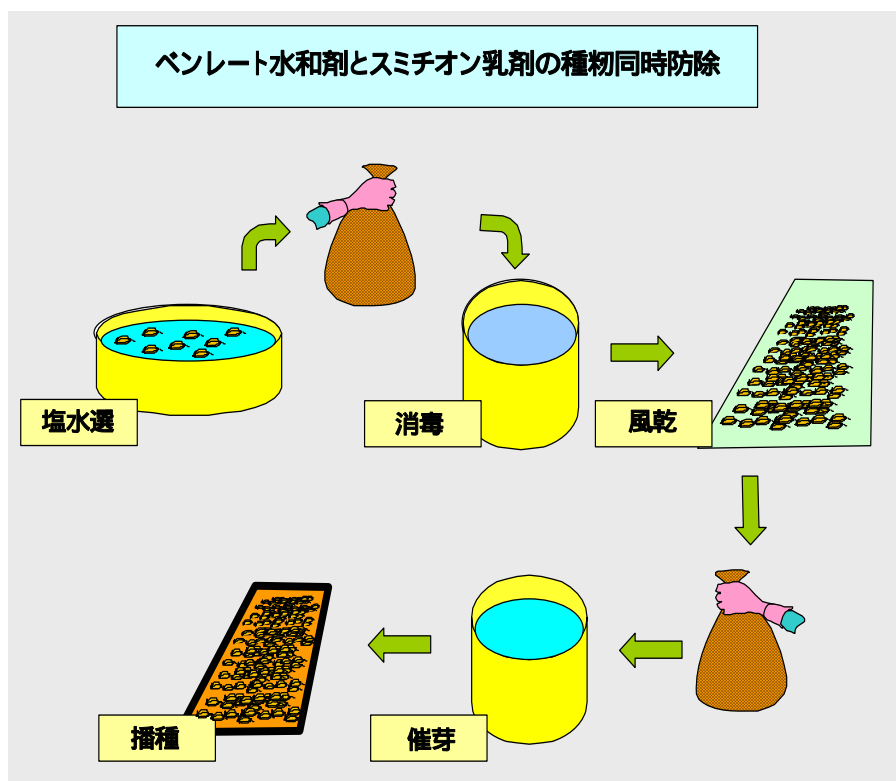 ベンレート水和剤とスミチオン乳剤の種籾同時防除
塩水選
消毒
風乾
播種
催芽